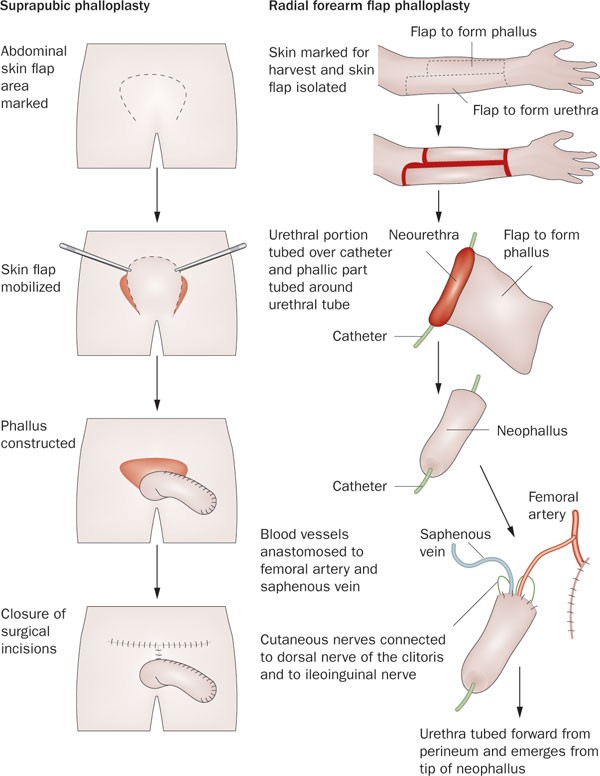 Suprapubic phalloplasty
Abdominal
skin flap
area
marked
Skin flap
mobilized
Phallus
constructed
Closure of
surgical
incisions
Radial forearm flap phalloplasty
Skin marked for
harvest and skin
flap isolated
Flap to form phallus
Flap to form urethra
Urethral portion
tubed over catheter
and phallic part
tubed around
urethral tube
Neourethra
Flap to form
phallus
Catheter
Neophallus
Catheter
Femoral
artery
Saphenous
vein
Blood vessels
anastomosed to
femoral artery and
saphenous vein
Cutaneous nerves connected
to dorsal nerve of the clitoris
and to ileoinguinal nerve
Urethra tubed forward from
perineum and emerges from
tip of neophallus